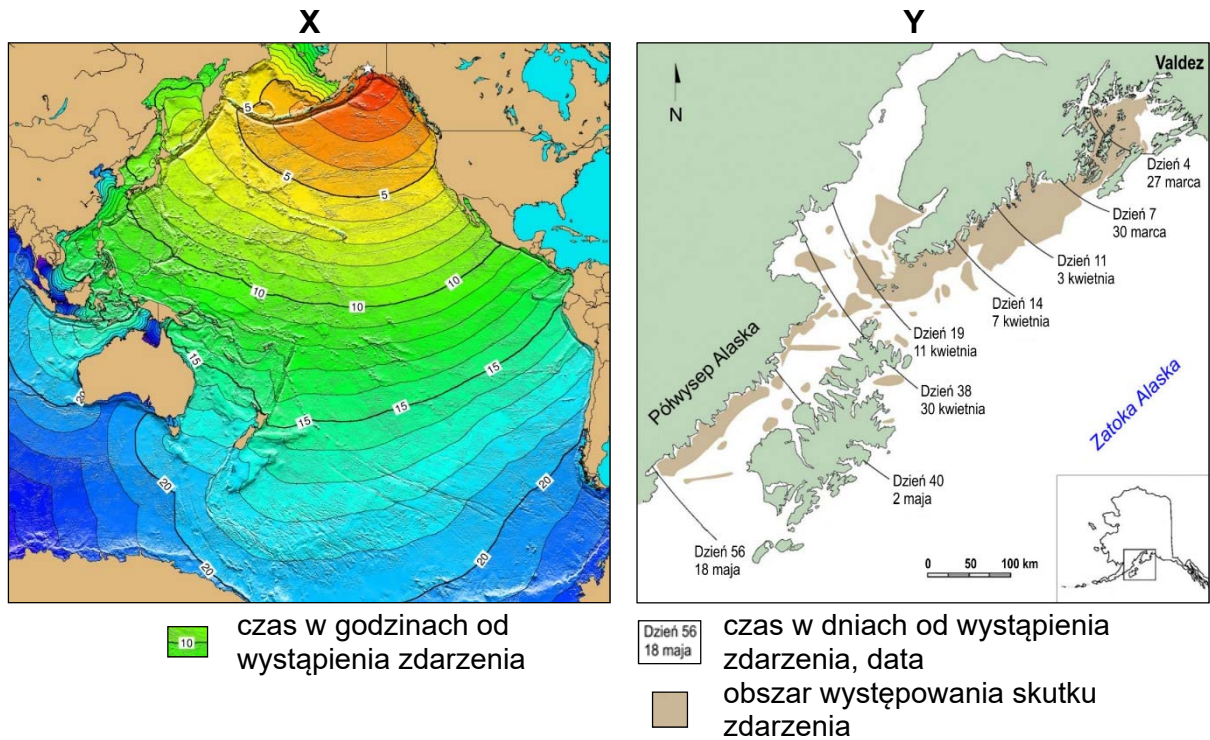 X
5
5
5
10
10
15
15
15
20
20
20
20
10
czas w godzinach od
wystąpienia zdarzenia
Y
Valdez
N
Dzień 4
27 marca
Dzień 7
30 marca
Dzień 11
3 kwietnia
Dzień 14
7 kwietnia
Dzień 19
11 kwietnia
Dzień 38
30 kwietnia
Półwysep Alaska
Zatoka Alaska
Dzień 40
2 maja
Dzień 56
18 maja
0 50 100 km
Dzień 56
18 maja
czas w dniach od wystąpienia
zdarzenia, data
obszar występowania skutku
zdarzenia